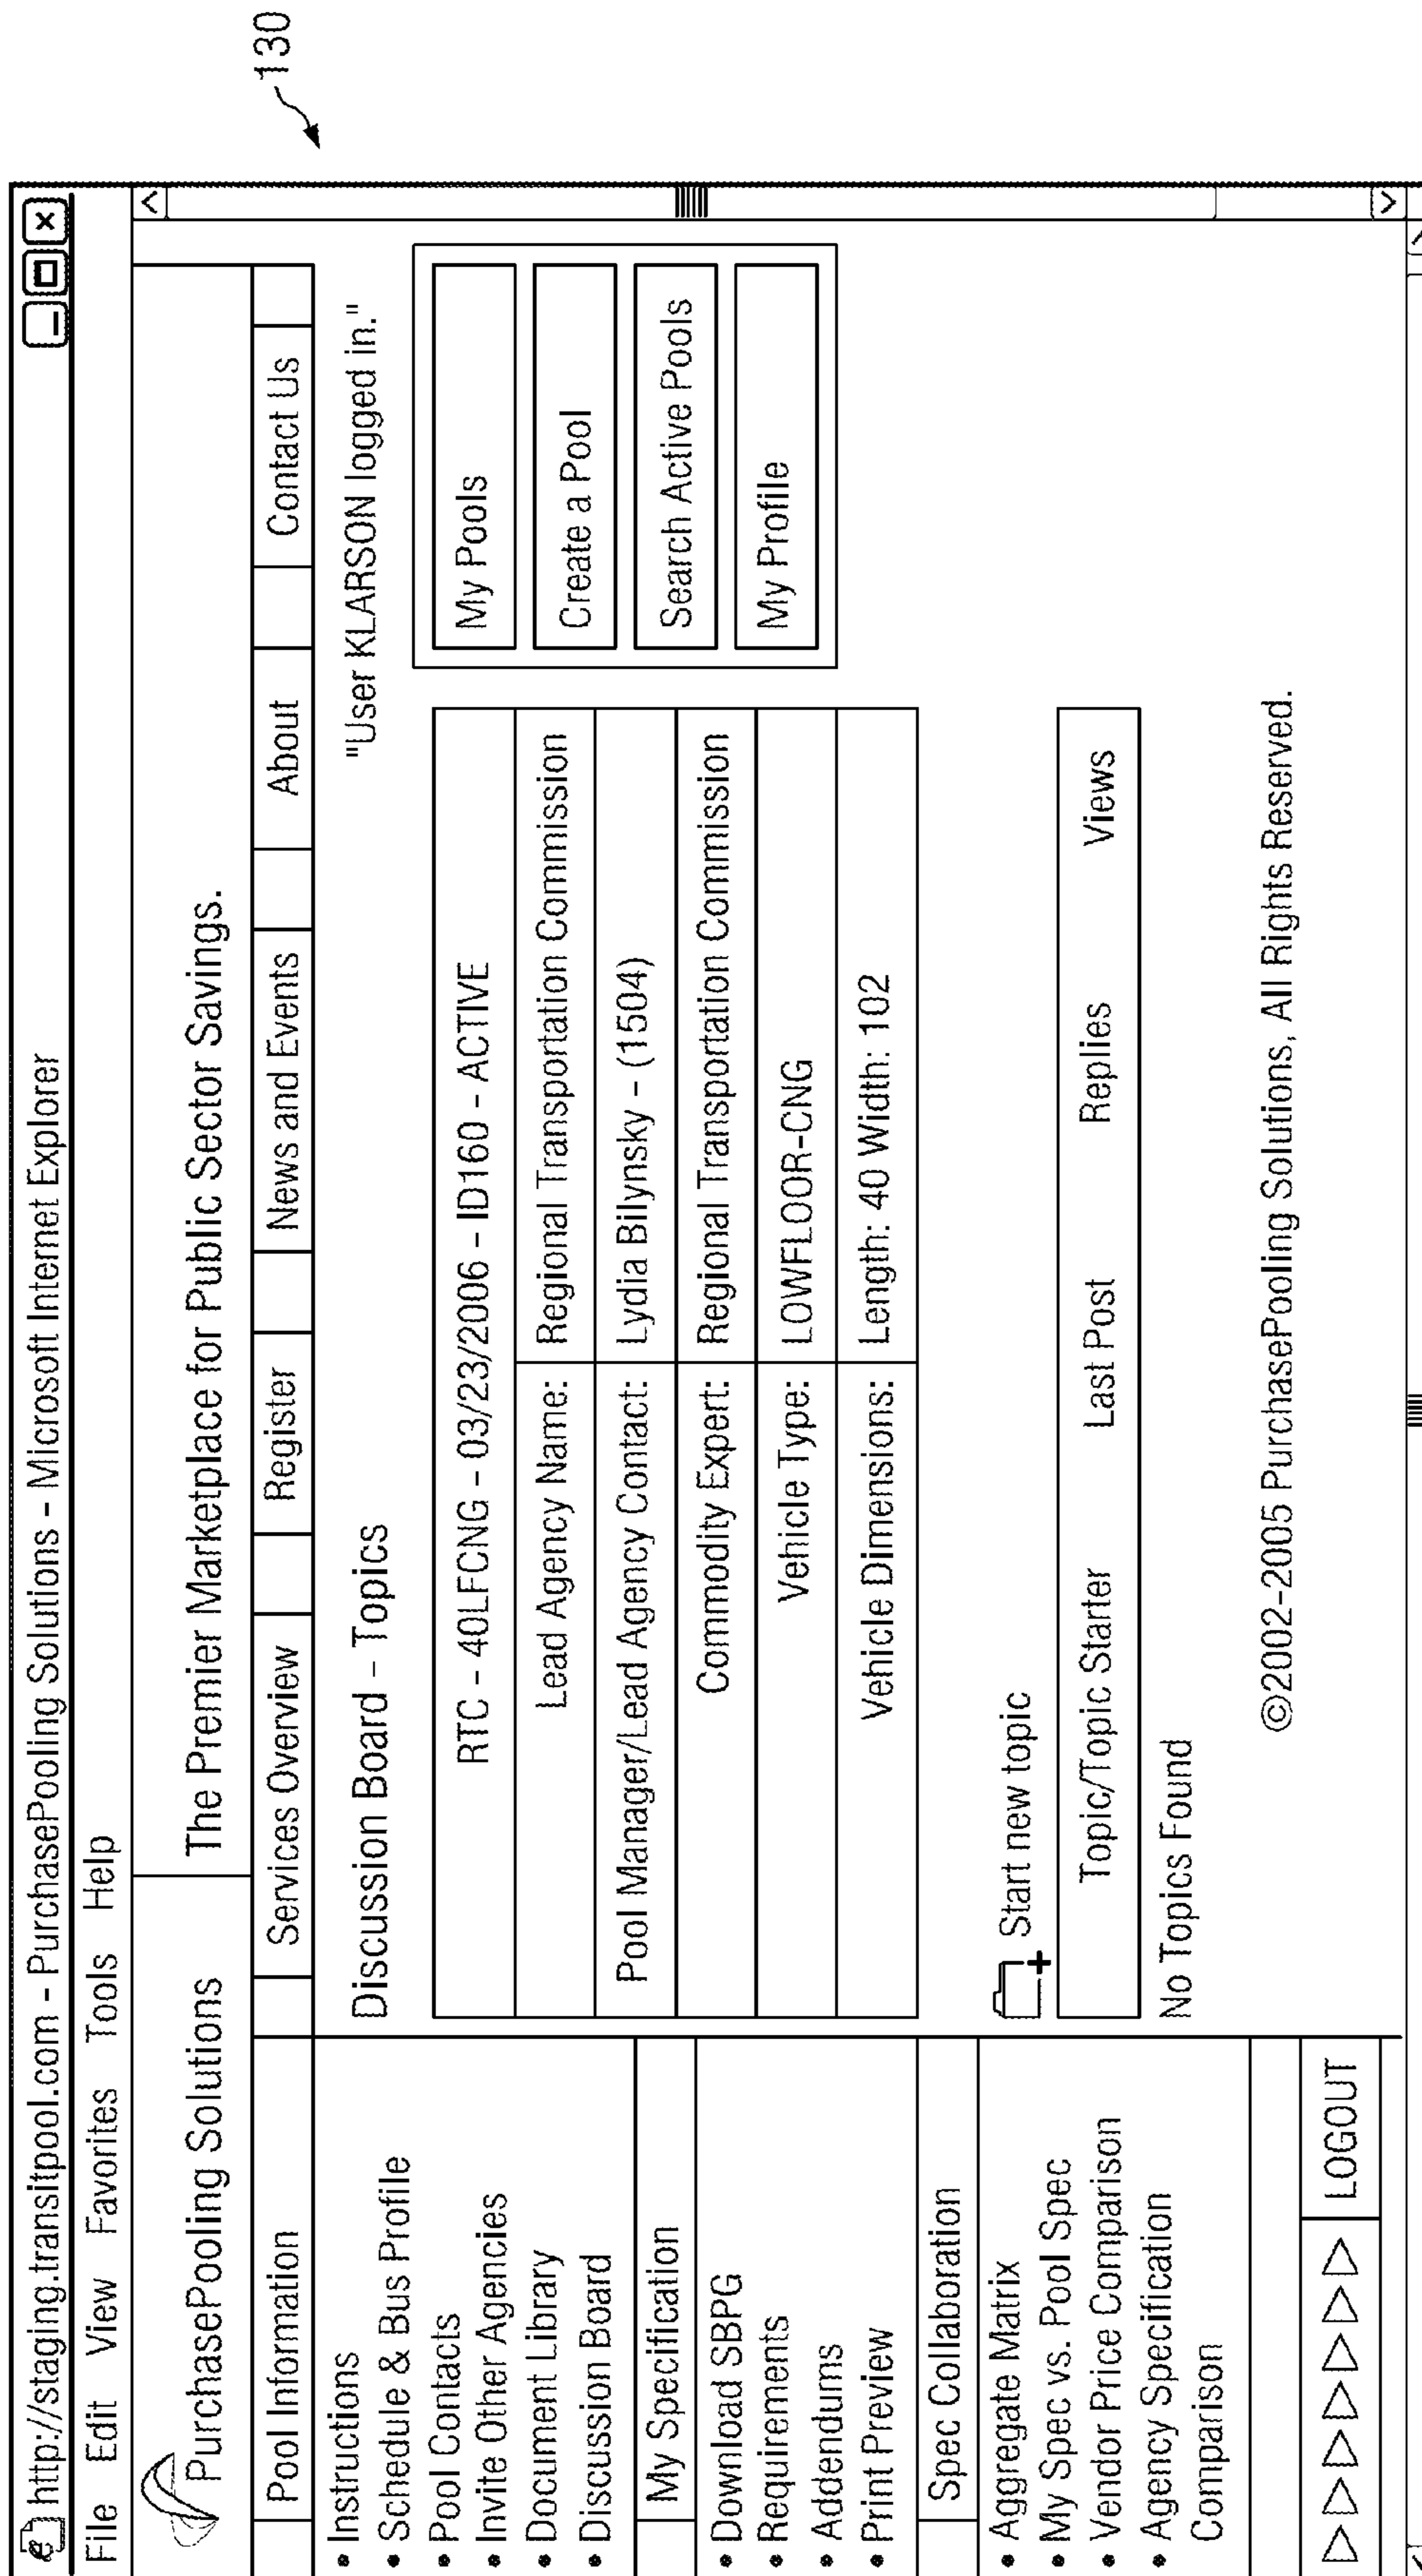 http://staging.transitpool.com - PurchasePooling Solutions - Microsoft Internet Explorer
File Edit View Favorites Tools Help
PurchasePooling Solutions
The Premier Marketplace for Public Sector Savings.
Services Overview Register News and Events About Contact Us
Pool Information
• Instructions
• Schedule & Bus Profile
• Pool Contacts
• Invite Other Agencies
• Document Library
• Discussion Board
My Specification
• Download SBPG
• Requirements
• Addendums
• Print Preview
Spec Collaboration
• Aggregate Matrix
• My Spec vs. Pool Spec
• Vendor Price Comparison
• Agency Specification
Comparison
LOGOUT
"User KLARSON logged in."
Discussion Board - Topics
RTC - 40LFCNG - 03/23/2006 - ID160 - ACTIVE
Lead Agency Name: Regional Transportation Commission
Pool Manager/Lead Agency Contact: Lydia Bilynsky - (1504)
Commodity Expert: Regional Transportation Commission
Vehicle Type: LOWFLOOR-CNG
Vehicle Dimensions: Length: 40 Width: 102
Start new topic
Topic/Topic Starter Last Post Replies Views
No Topics Found
My Pools
Create a Pool
Search Active Pools
My Profile
©2002-2005 PurchasePooling Solutions, All Rights Reserved.
130